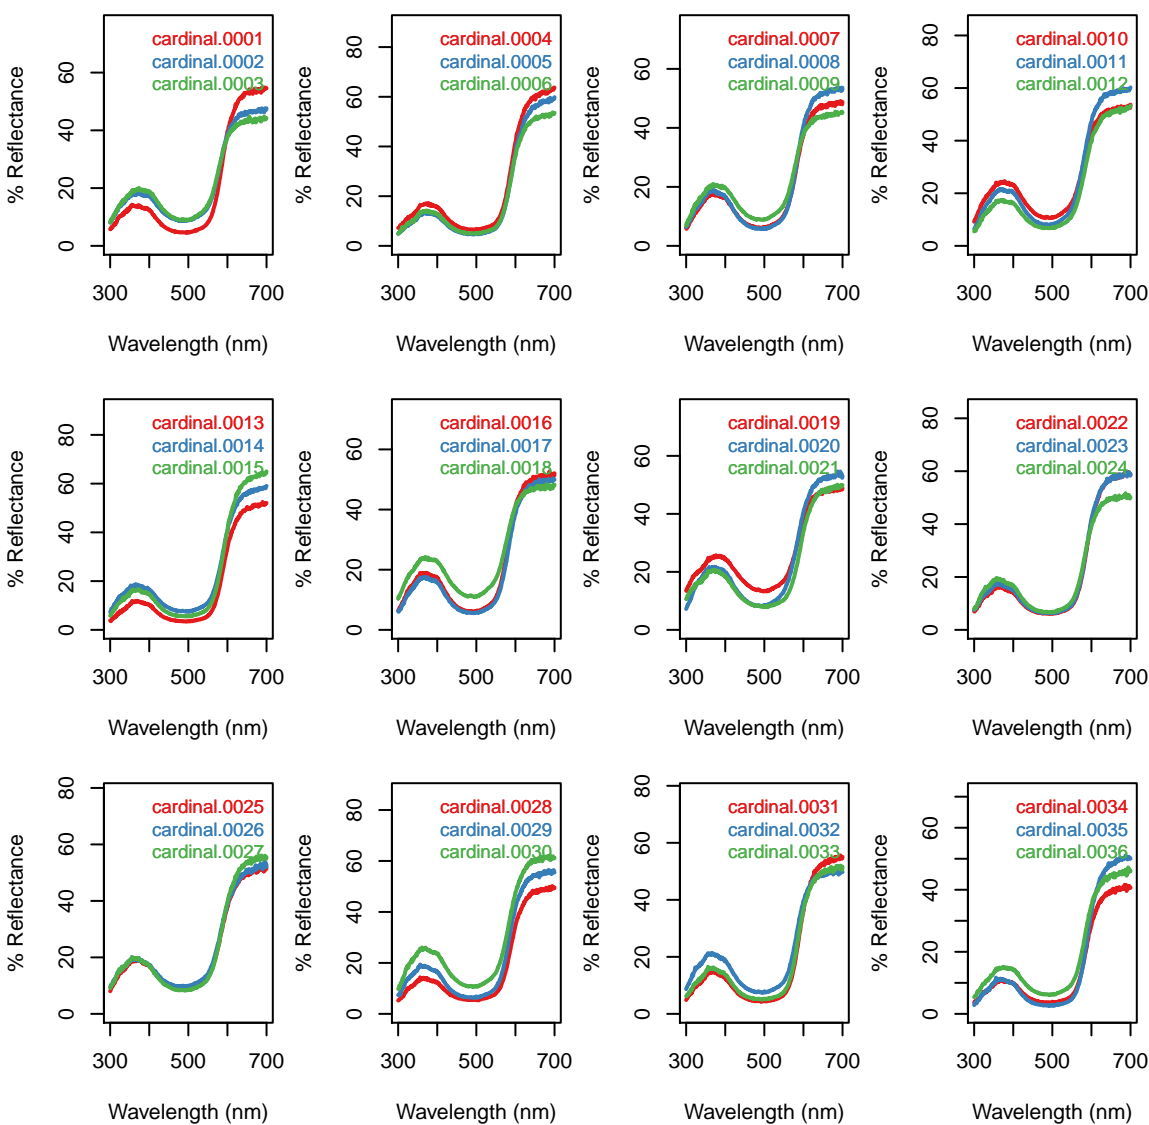 cardinal.0001
cardinal.0002
cardinal.0003
% Reflectance
0 20 40 60
300 500 700
Wavelength (nm)
cardinal.0004
cardinal.0005
cardinal.0006
% Reflectance
0 20 40 60 80
300 500 700
Wavelength (nm)
cardinal.0007
cardinal.0008
cardinal.0009
% Reflectance
0 20 40 60
300 500 700
Wavelength (nm)
cardinal.0010
cardinal.0011
cardinal.0012
% Reflectance
0 20 40 60 80
300 500 700
Wavelength (nm)
cardinal.0013
cardinal.0014
cardinal.0015
% Reflectance
0 20 40 60 80
300 500 700
Wavelength (nm)
cardinal.0016
cardinal.0017
cardinal.0018
% Reflectance
0 20 40 60
300 500 700
Wavelength (nm)
cardinal.0019
cardinal.0020
cardinal.0021
% Reflectance
0 20 40 60
300 500 700
Wavelength (nm)
cardinal.0022
cardinal.0023
cardinal.0024
% Reflectance
0 20 40 60 80
300 500 700
Wavelength (nm)
cardinal.0025
cardinal.0026
cardinal.0027
% Reflectance
0 20 40 60 80
300 500 700
Wavelength (nm)
cardinal.0028
cardinal.0029
cardinal.0030
% Reflectance
0 20 40 60 80
300 500 700
Wavelength (nm)
cardinal.0031
cardinal.0032
cardinal.0033
% Reflectance
0 20 40 60 80
300 500 700
Wavelength (nm)
cardinal.0034
cardinal.0035
cardinal.0036
% Reflectance
0 20 40 60
300 500 700
Wavelength (nm)